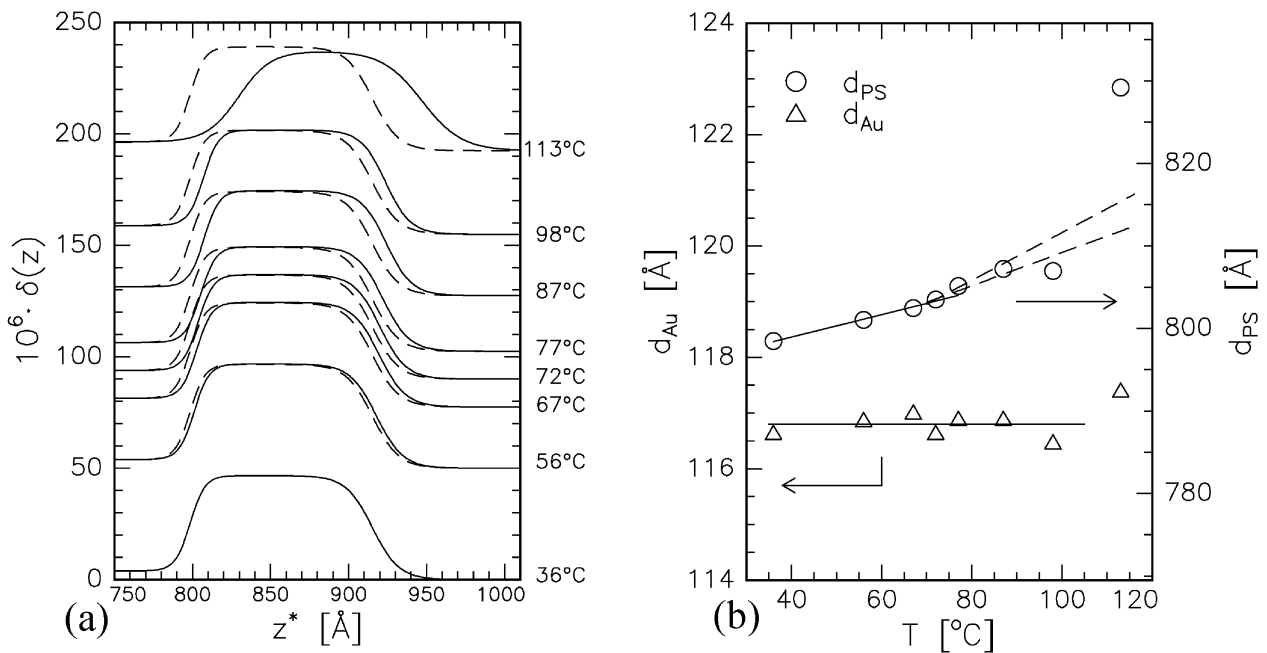 250
200
150
100
50
0
10⁶· δ(z)
113°C
98°C
87°C
77°C
72°C
67°C
56°C
36°C
750 800 850 900 950 1000
z* [Å]
(a)
124
122
120
118
116
114
d_Au [Å]
d_PS
d_Au
820
800
780
d_PS [Å]
40 60 80 100 120
T [°C]
(b)